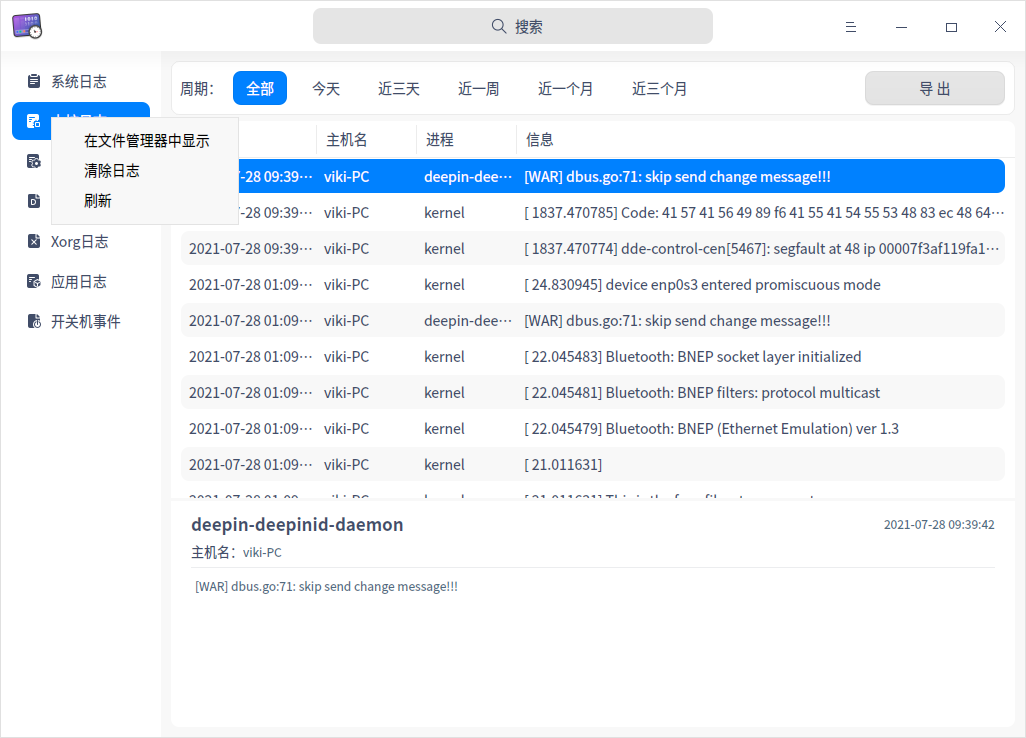 搜索
系统日志
在文件管理器中显示
清除日志
刷新
Xorg日志
应用日志
开关机事件
周期： 全部 今天 近三天 近一周 近一个月 近三个月 导 出
主机名 进程 信息
-28 09:39··· viki-PC deepin-dee··· [WAR] dbus.go:71: skip send change message!!!
-28 09:39··· viki-PC kernel [ 1837.470785] Code: 41 57 41 56 49 89 f6 41 55 41 54 55 53 48 83 ec 48 64···
2021-07-28 09:39··· viki-PC kernel [ 1837.470774] dde-control-cen[5467]: segfault at 48 ip 00007f3af119fa1···
2021-07-28 01:09··· viki-PC kernel [ 24.830945] device enp0s3 entered promiscuous mode
2021-07-28 01:09··· viki-PC deepin-dee··· [WAR] dbus.go:71: skip send change message!!!
2021-07-28 01:09··· viki-PC kernel [ 22.045483] Bluetooth: BNEP socket layer initialized
2021-07-28 01:09··· viki-PC kernel [ 22.045481] Bluetooth: BNEP filters: protocol multicast
2021-07-28 01:09··· viki-PC kernel [ 22.045479] Bluetooth: BNEP (Ethernet Emulation) ver 1.3
2021-07-28 01:09··· viki-PC kernel [ 21.011631]
deepin-deepinid-daemon 2021-07-28 09:39:42
主机名： viki-PC
[WAR] dbus.go:71: skip send change message!!!